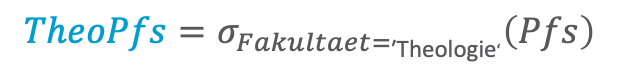 TheoPfs = σFakultaet='Theologie‘(Pfs)